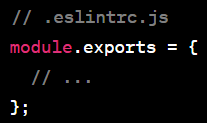 // .eslintrc.js
module.exports = {
  // ...
};